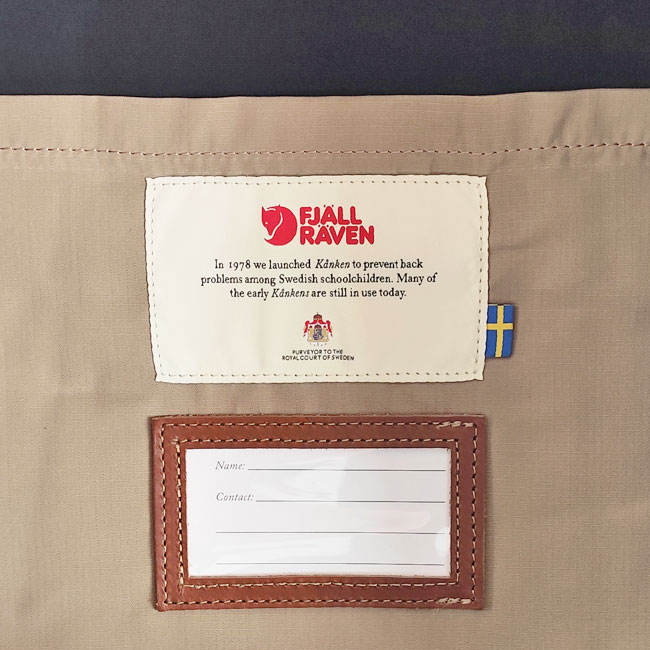 FJÄLL
RÄVEN
In 1978 we launched Kånken to prevent back
problems among Swedish schoolchildren. Many of
the early Kånkens are still in use today.
PURVEYOR TO THE
ROYAL COURT OF SWEDEN
Name:
Contact: